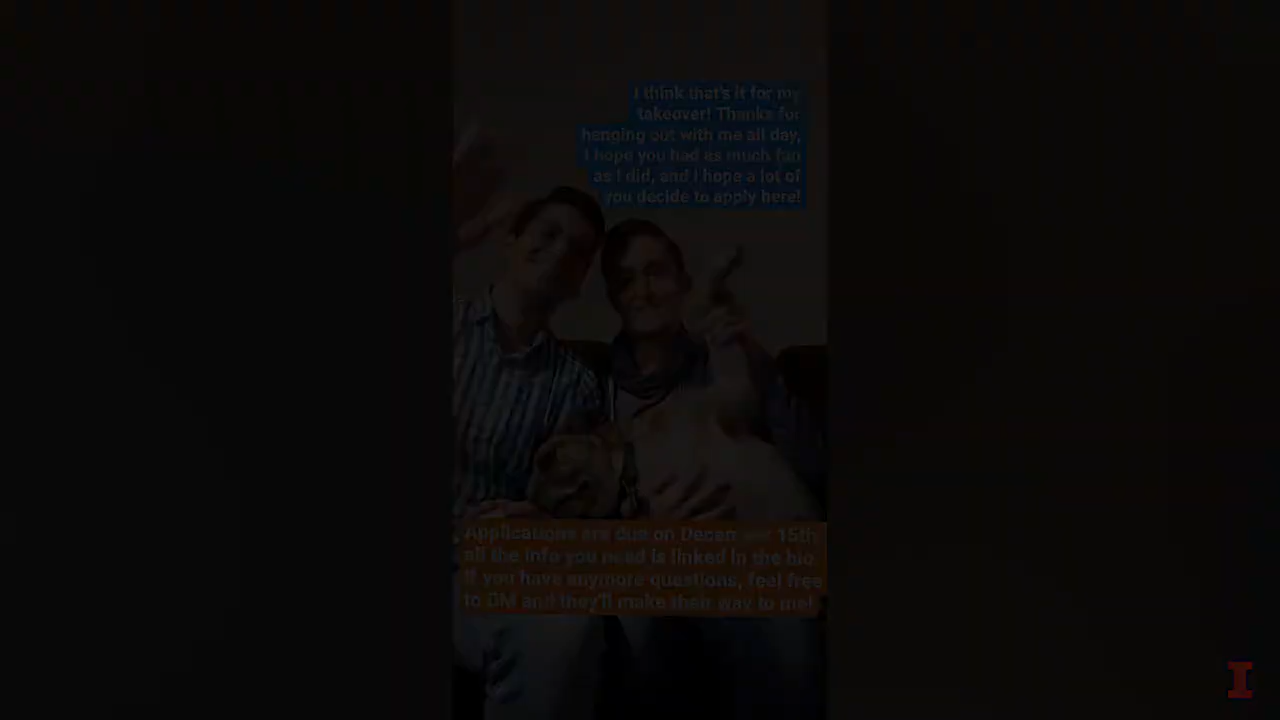 I think that's it for my
takeover! Thanks for
hanging out with me all day,
I hope you had as much fun
as I did, and I hope a lot of
you decide to apply here!
Applications are due on December 15th
all the info you need is linked in the bio.
If you have anymore questions, feel free
to DM and they'll make their way to me!
I